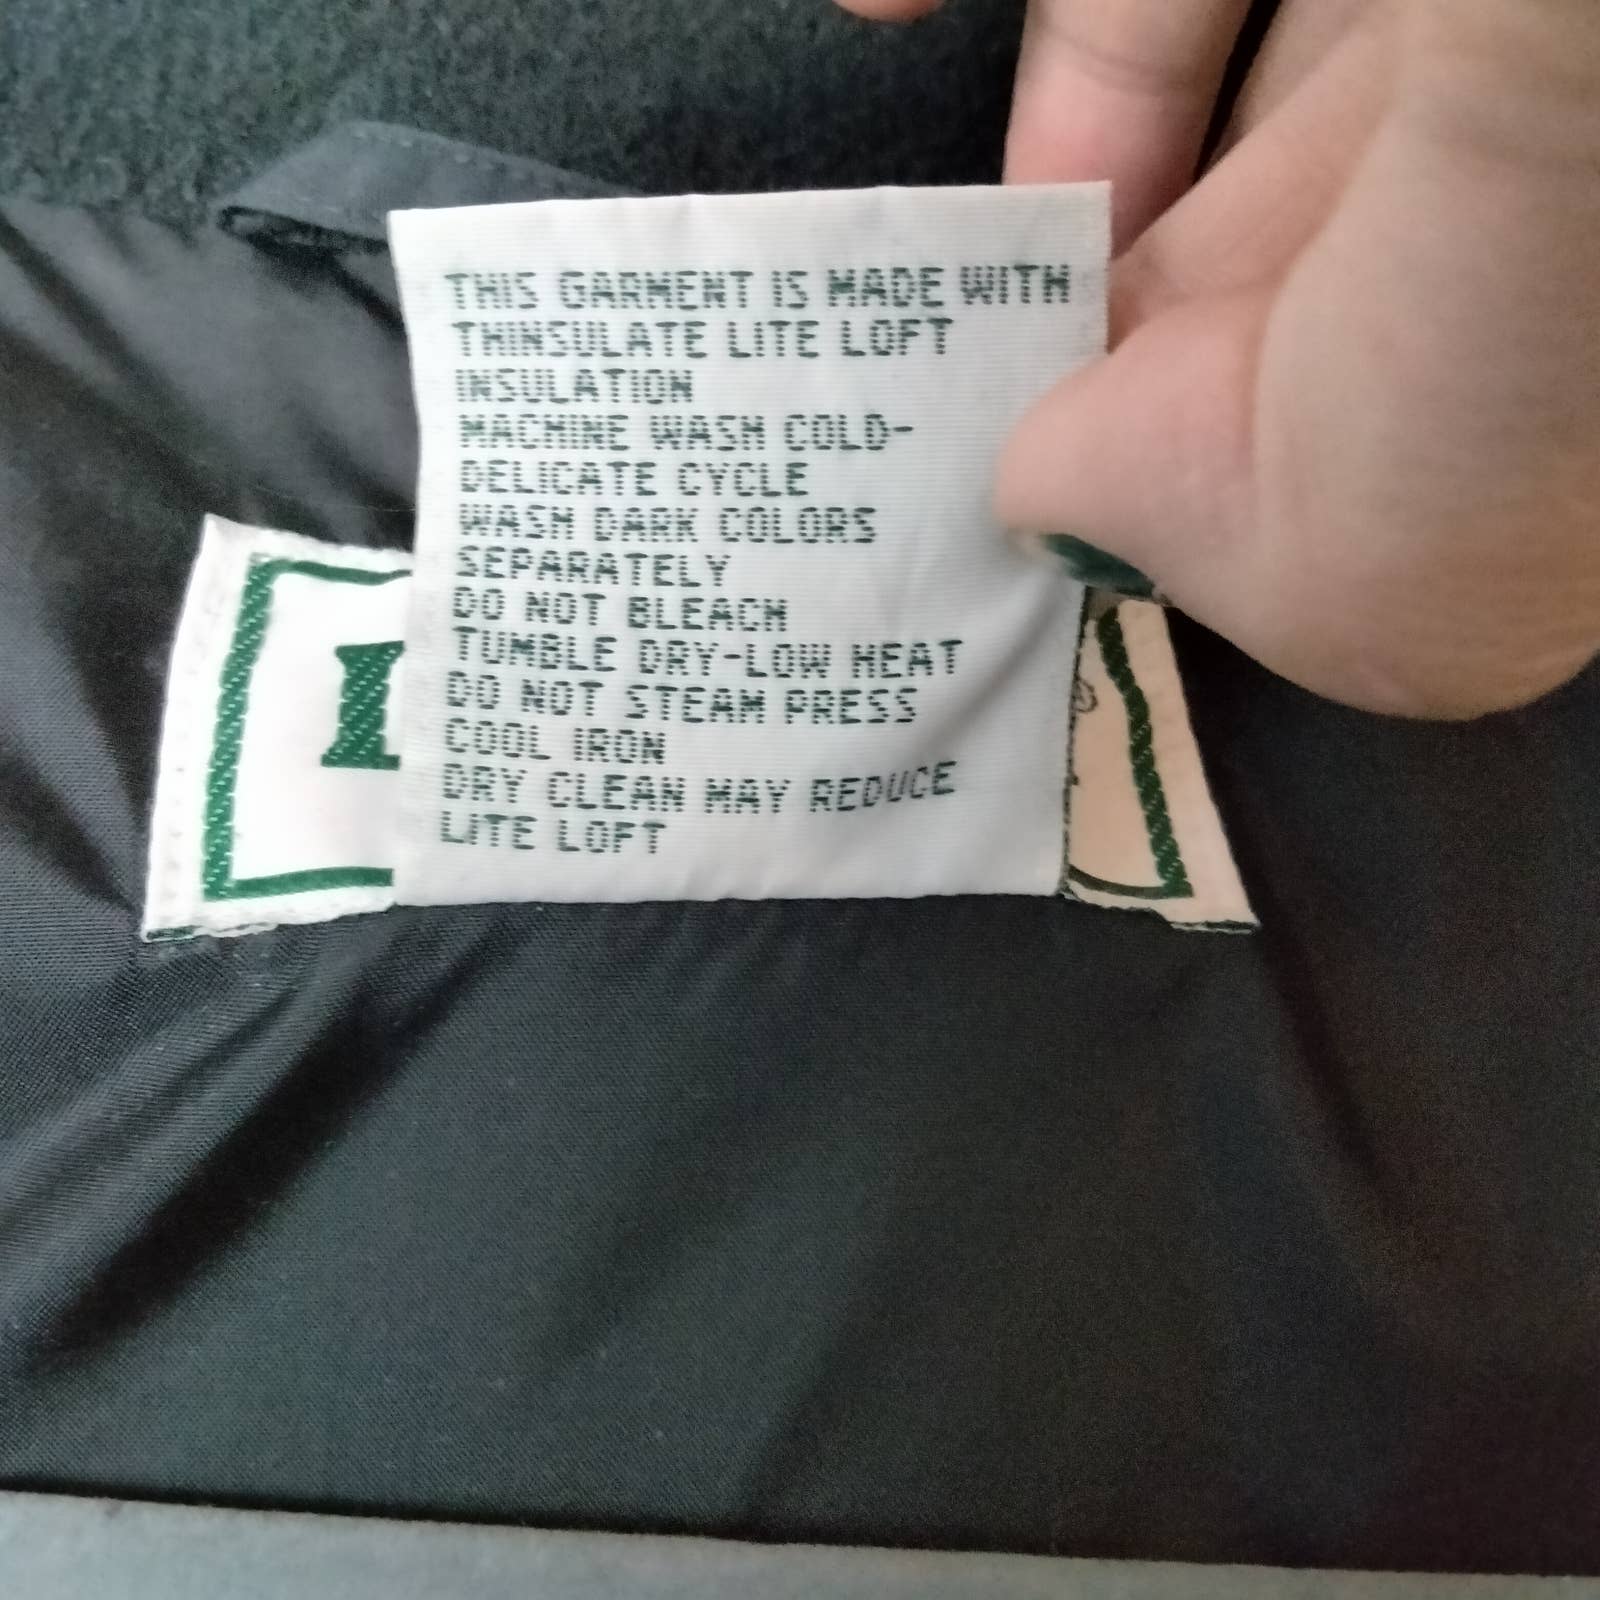 THIS GARMENT IS MADE WITH
THINSULATE LITE LOFT
INSULATION
MACHINE WASH COLD-
DELICATE CYCLE
WASH DARK COLORS
SEPARATELY
DO NOT BLEACH
TUMBLE DRY-LOW HEAT
DO NOT STEAM PRESS
COOL IRON
DRY CLEAN MAY REDUCE
LITE LOFT